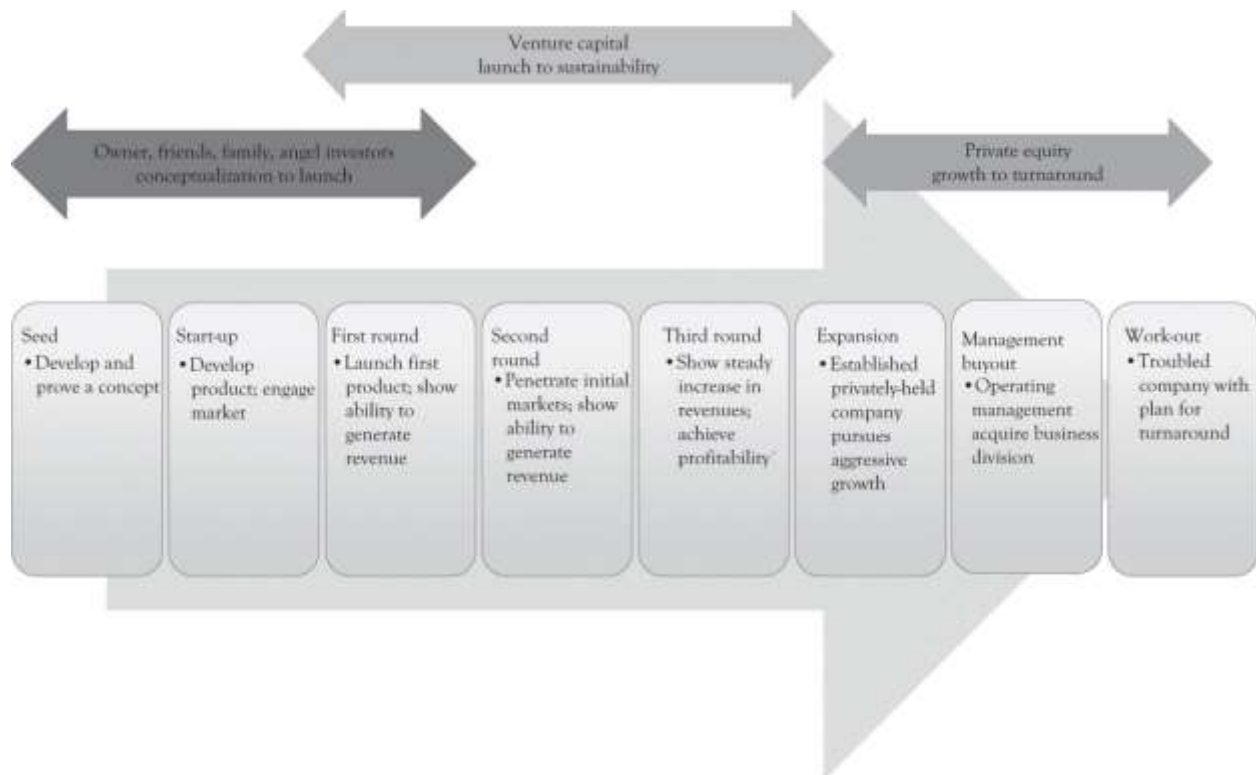 Venture capital
launch to sustainability
Owner, friends, family, angel investors
conceptualization to launch
Private equity
growth to turnaround
Seed
• Develop and
prove a concept
Start-up
• Develop
product; engage
market
First round
• Launch first
product; show
ability to
generate
revenue
Second
round
• Penetrate initial
markets; show
ability to
generate
revenue
Third round
• Show steady
increase in
revenues;
achieve
profitability
Expansion
• Established
privately-held
company
pursues
aggressive
growth
Management
buyout
• Operating
management
acquire business
division
Work-out
• Troubled
company with
plan for
turnaround